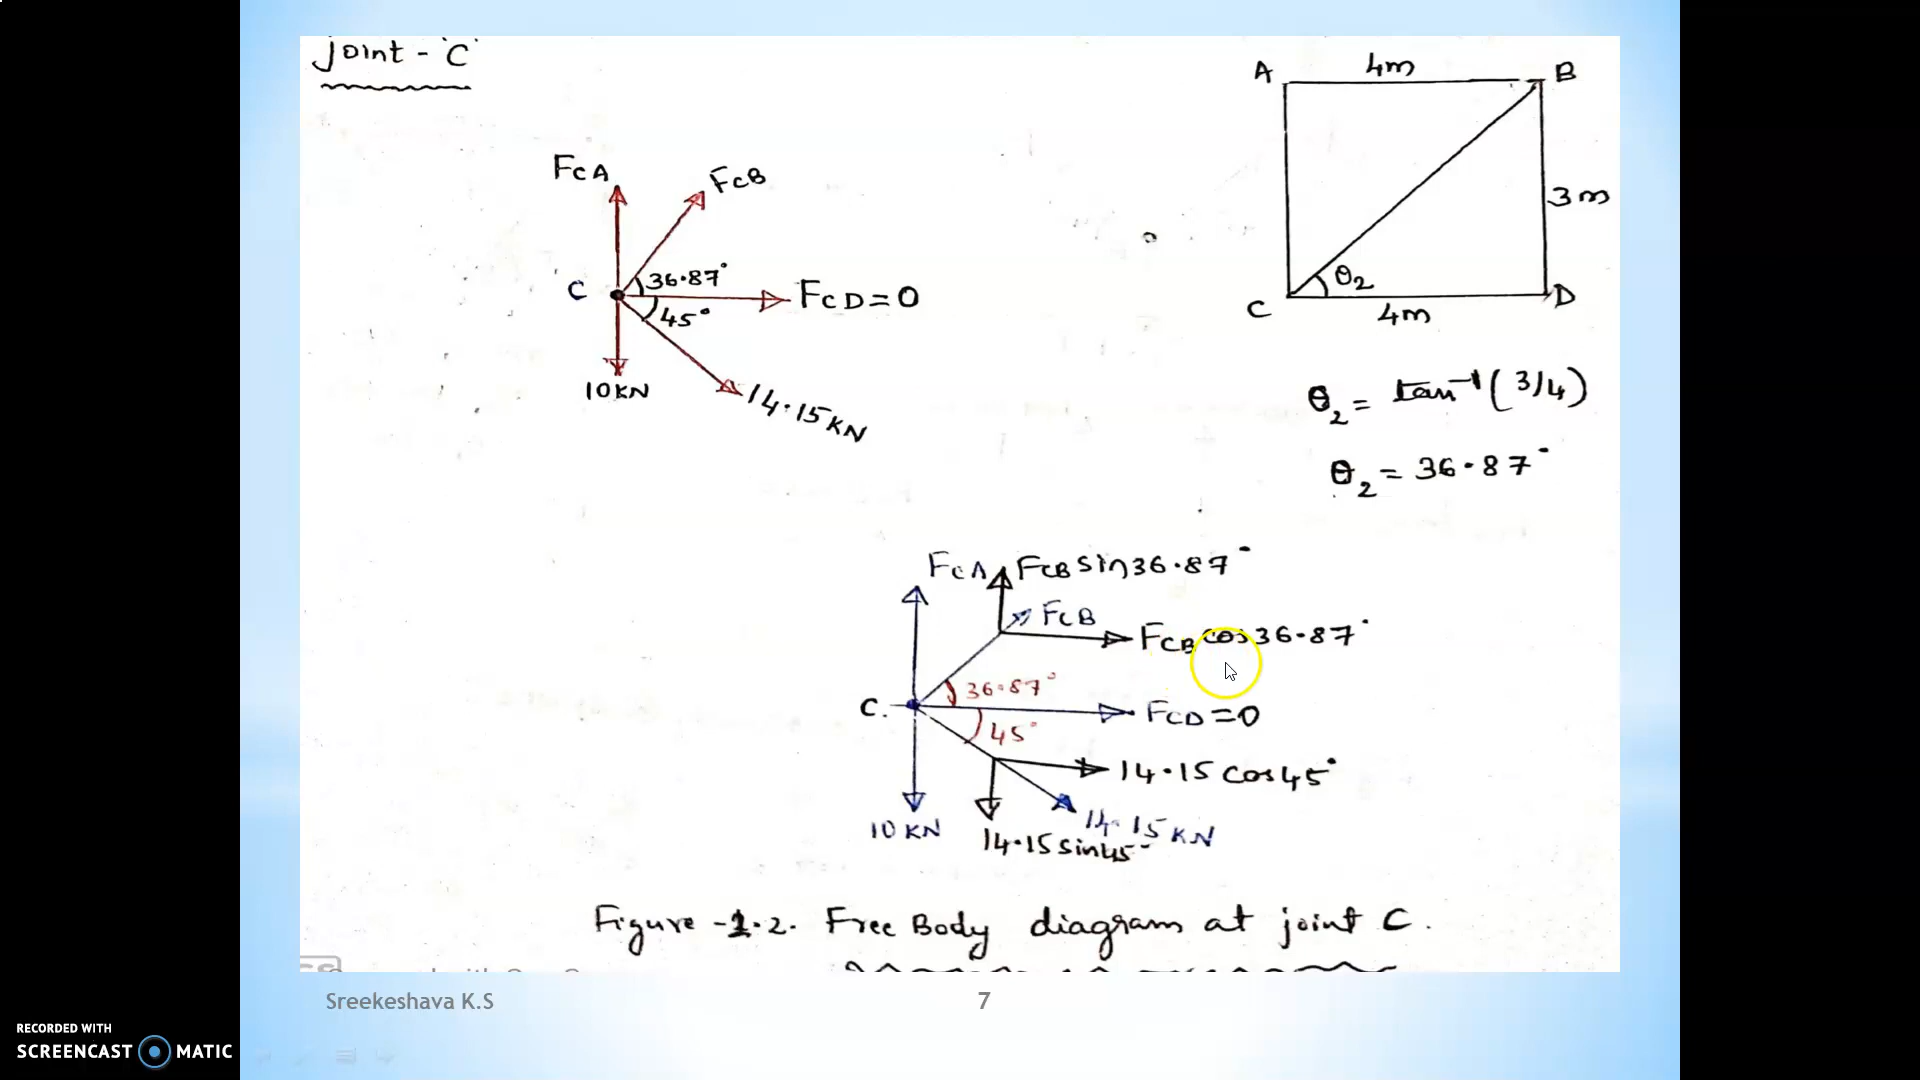 Joint - 'C'
A 4m B
FCA
FCB
3m
36.87°
C
FCD=0
θ2
45°
C
D
4m
10KN
14.15KN
θ2 = tan-1(3/4)
θ2 = 36.87°
FCA
FCB sin36.87°
FCB
FCB cos36.87°
36.87°
C.
FCD=0
45°
14.15 cos45°
10KN
14.15 KN
14.15 sin45°
Figure -1.2. Free Body diagram at joint C.
Sreekeshava K.S
7
RECORDED WITH
SCREENCAST MATIC